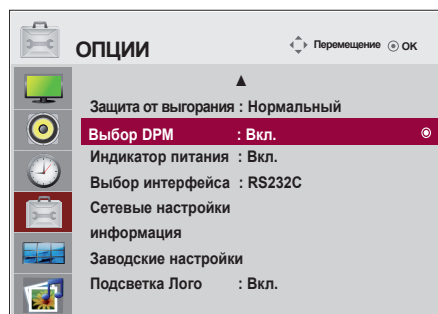 ОПЦИИ
Перемещение OK
Защита от выгорания : Нормальный
Выбор DPM : Вкл.
Индикатор питания : Вкл.
Выбор интерфейса : RS232C
Сетевые настройки
информация
Заводские настройки
Подсветка Лого : Вкл.